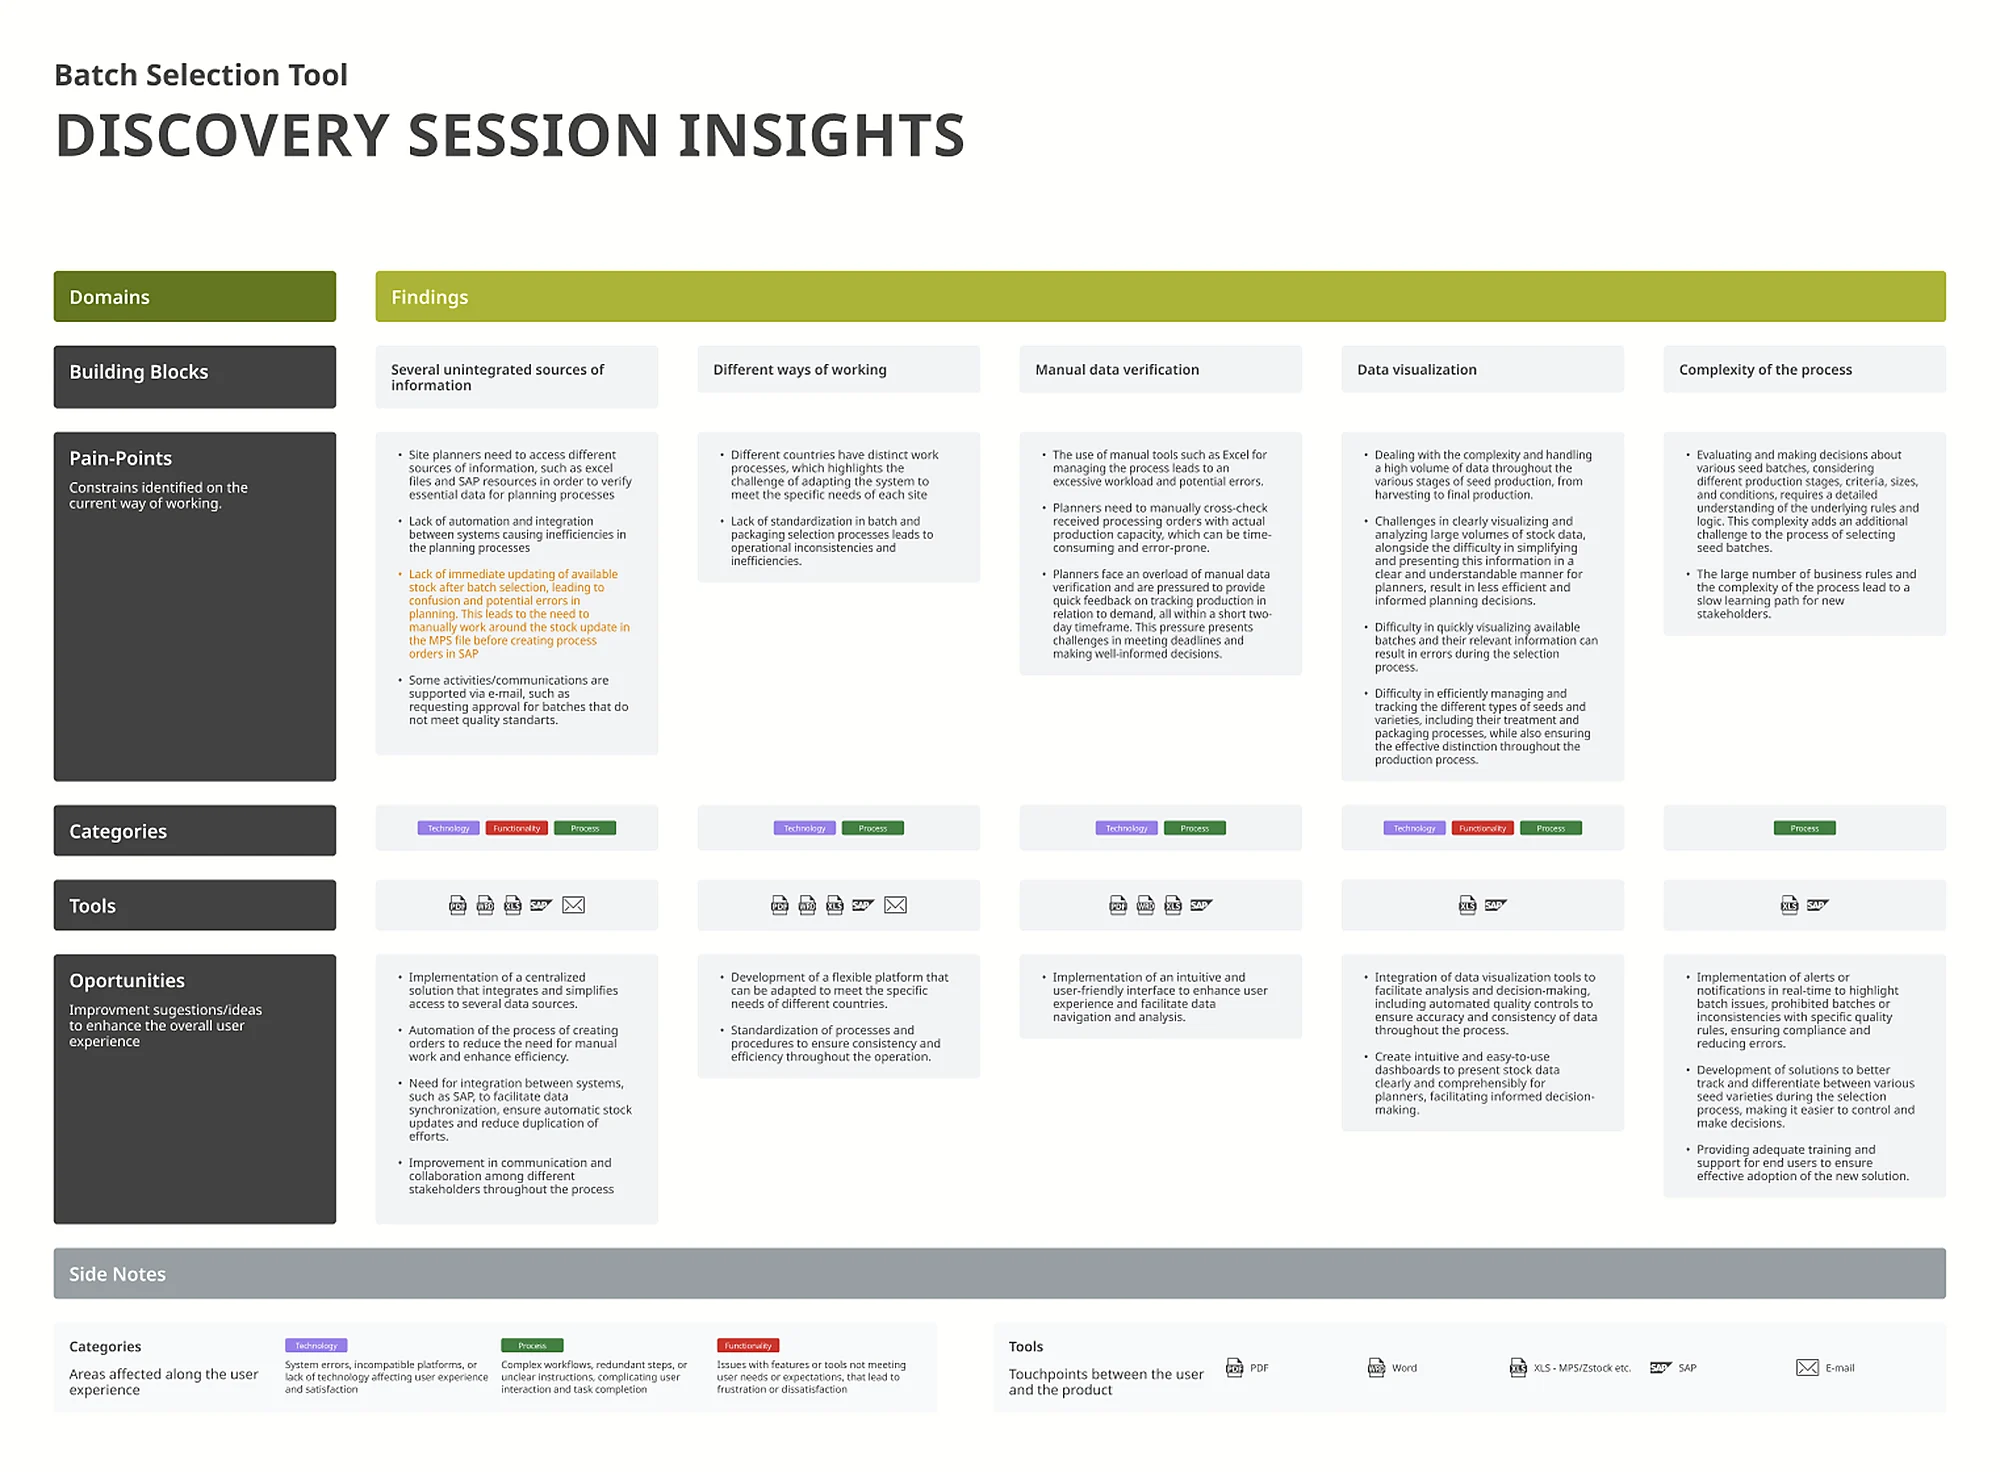 Batch Selection Tool
DISCOVERY SESSION INSIGHTS
Domains
Findings
Building Blocks
Several unintegrated sources of
information
Different ways of working
Manual data verification
Data visualization
Complexity of the process
Pain-Points
Constrains identified on the
current way of working.
• Site planners need to access different
sources of information, such as excel
files and SAP resources in order to verify
essential data for planning processes
• Lack of automation and integration
between systems causing inefficiencies in
the planning processes
• Lack of immediate updating of available
stock after batch selection, leading to
confusion and potential errors in
planning. This leads to the need to
manually work around the stock update in
the MPS file before creating process
orders in SAP
• Some activities/communications are
supported via e-mail, such as
requesting approval for batches that do
not meet quality standarts.
• Different countries have distinct work
processes, which highlights the
challenge of adapting the system to
meet the specific needs of each site
• Lack of standardization in batch and
packaging selection processes leads to
operational inconsistencies and
inefficiencies.
• The use of manual tools such as Excel for
managing the process leads to an
excessive workload and potential errors.
• Planners need to manually cross-check
received processing orders with actual
production capacity, which can be time-
consuming and error-prone.
• Planners face an overload of manual data
verification and are pressured to provide
quick feedback on tracking production in
relation to demand, all within a short two-
day timeframe. This pressure presents
challenges in meeting deadlines and
making well-informed decisions.
• Dealing with the complexity and handling
a high volume of data throughout the
various stages of seed production, from
harvesting to final production.
• Challenges in clearly visualizing and
analyzing large volumes of stock data,
alongside the difficulty in simplifying
and presenting this information in a
clear and understandable manner for
planners, result in less efficient and
informed planning decisions.
• Difficulty in quickly visualizing available
batches and their relevant information can
result in errors during the selection
process.
• Difficulty in efficiently managing and
tracking the different types of seeds and
varieties, including their treatment and
packaging processes, while also ensuring
the effective distinction throughout the
production process.
• Evaluating and making decisions about
various seed batches, considering
different production stages, criteria, sizes,
and conditions, requires a detailed
understanding of the underlying rules and
logic. This complexity adds an additional
challenge to the process of selecting
seed batches.
• The large number of business rules and
the complexity of the process lead to a
slow learning path for new
stakeholders.
Categories
Technology Functionality Process
Technology Process
Technology Process
Technology Functionality Process
Process
Tools
PDF WRD XLS SAP
PDF WRD XLS SAP
PDF WRD XLS SAP
XLS SAP
XLS SAP
Oportunities
Improvment sugestions/ideas
to enhance the overall user
experience
• Implementation of a centralized
solution that integrates and simplifies
access to several data sources.
• Automation of the process of creating
orders to reduce the need for manual
work and enhance efficiency.
• Need for integration between systems,
such as SAP, to facilitate data
synchronization, ensure automatic stock
updates and reduce duplication of
efforts.
• Improvement in communication and
collaboration among different
stakeholders throughout the process
• Development of a flexible platform that
can be adapted to meet the specific
needs of different countries.
• Standardization of processes and
procedures to ensure consistency and
efficiency throughout the operation.
• Implementation of an intuitive and
user-friendly interface to enhance user
experience and facilitate data
navigation and analysis.
• Integration of data visualization tools to
facilitate analysis and decision-making,
including automated quality controls to
ensure accuracy and consistency of data
throughout the process.
• Create intuitive and easy-to-use
dashboards to present stock data
clearly and comprehensibly for
planners, facilitating informed decision-
making.
• Implementation of alerts or
notifications in real-time to highlight
batch issues, prohibited batches or
inconsistencies with specific quality
rules, ensuring compliance and
reducing errors.
• Development of solutions to better
track and differentiate between various
seed varieties during the selection
process, making it easier to control and
make decisions.
• Providing adequate training and
support for end users to ensure
effective adoption of the new solution.
Side Notes
Categories
Areas affected along the user
experience
Technology
System errors, incompatible platforms, or
lack of technology affecting user experience
and satisfaction
Process
Complex workflows, redundant steps, or
unclear instructions, complicating user
interaction and task completion
Functionality
Issues with features or tools not meeting
user needs or expectations, that lead to
frustration or dissatisfaction
Tools
Touchpoints between the user
and the product
PDF PDF
WRD Word
XLS XLS - MPS/Zstock etc.
SAP SAP
E-mail